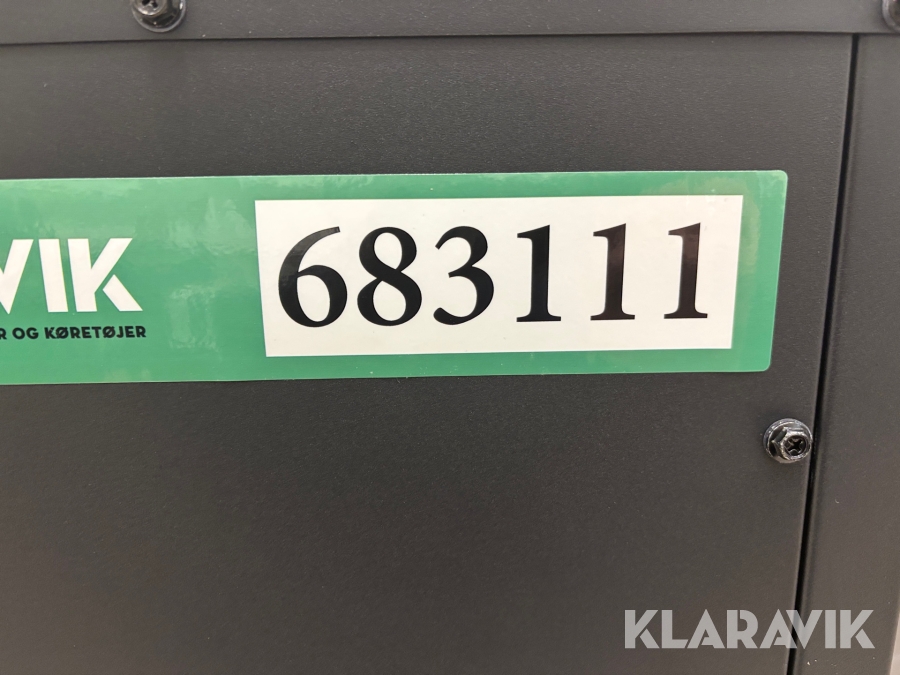 VIK
683111
R OG KØRETØJER
KLARAVIK